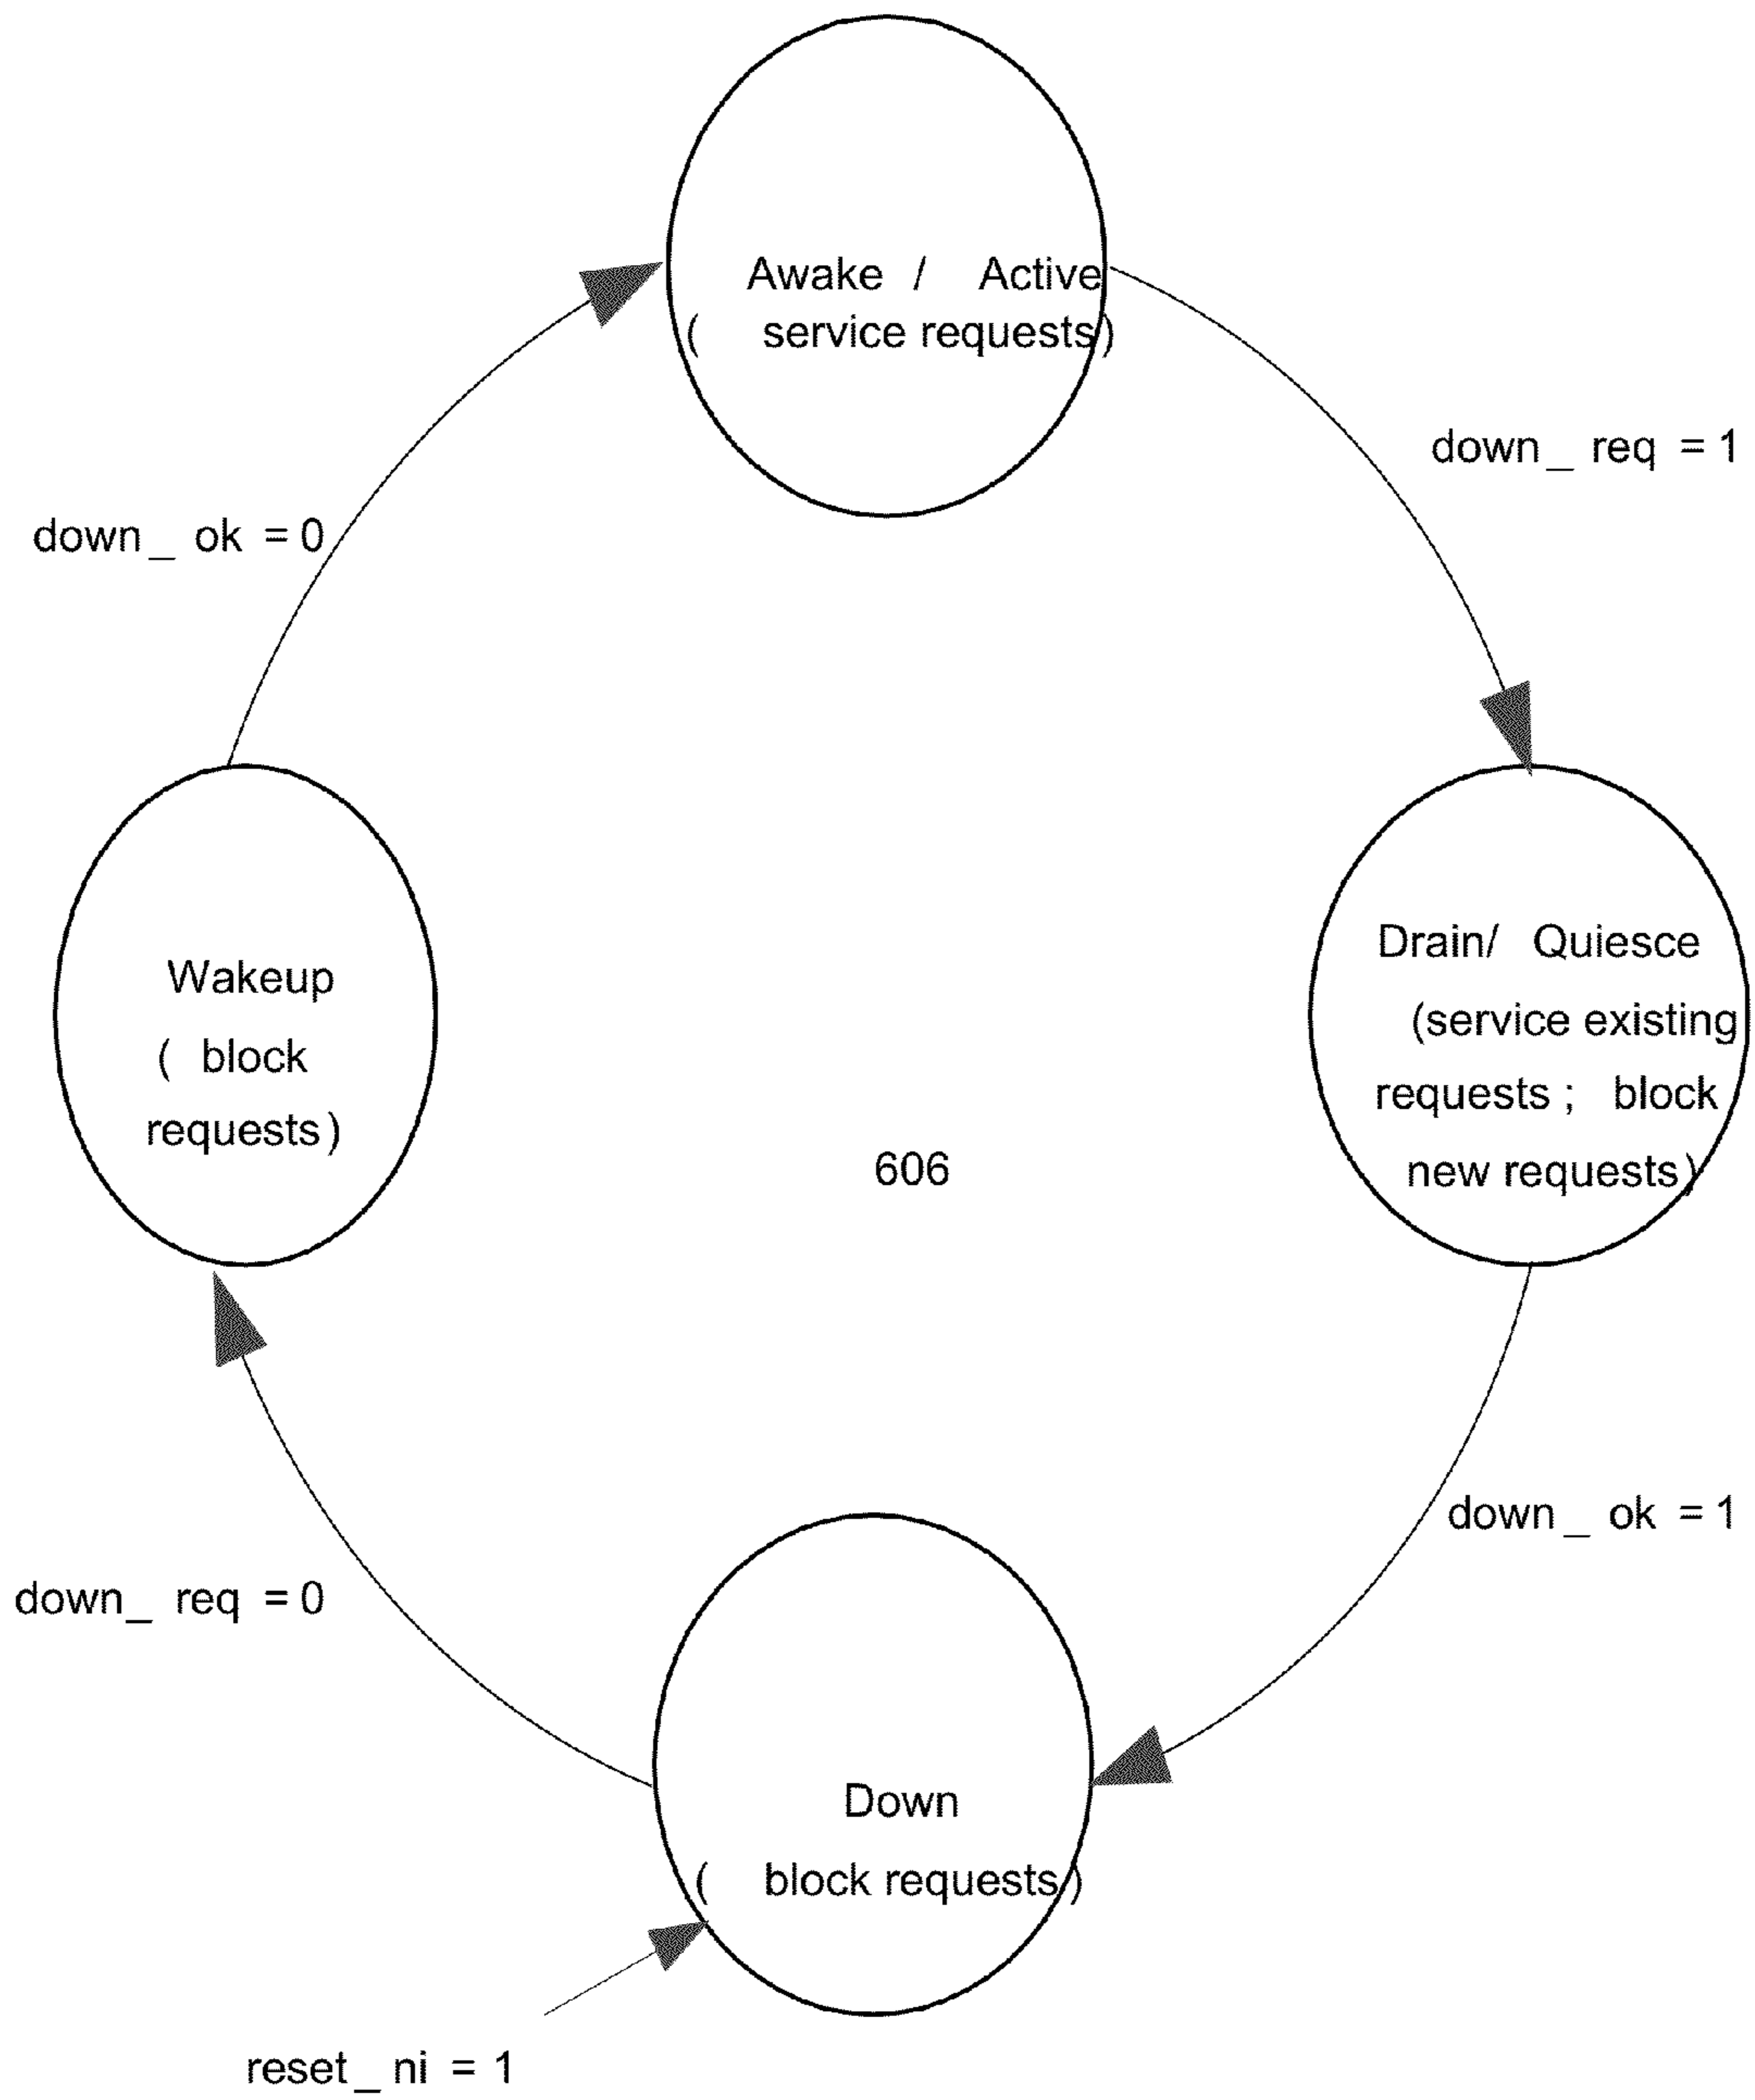 Awake / Active
( service requests)
down_ req = 1
down_ ok = 0
Drain/ Quiesce
(service existing
requests ; block
new requests)
Wakeup
( block
requests)
606
down_ ok = 1
down_ req = 0
Down
( block requests)
reset_ ni = 1